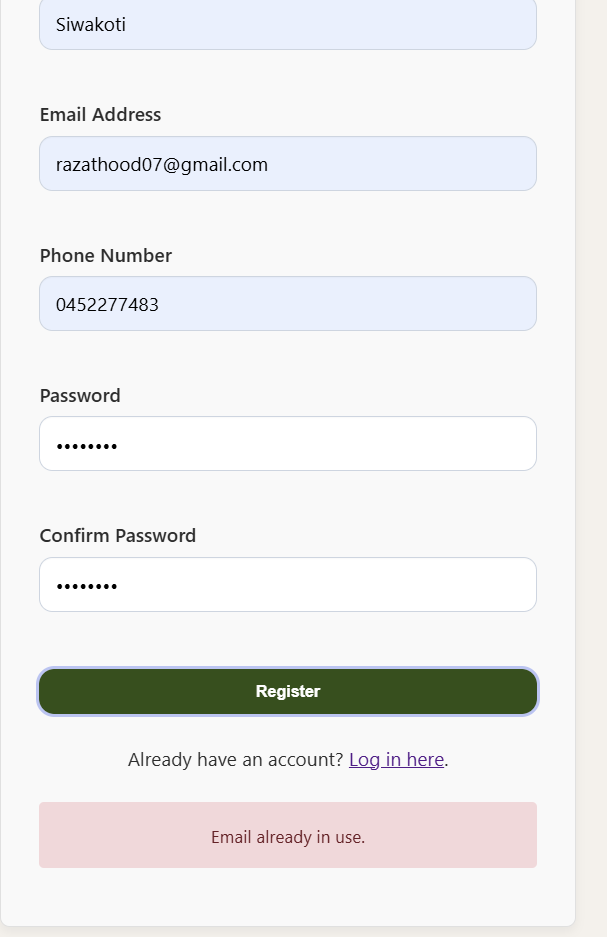 Siwakoti
Email Address
razathood07@gmail.com
Phone Number
0452277483
Password
••••••••
Confirm Password
••••••••
Register
Already have an account? Log in here.
Email already in use.